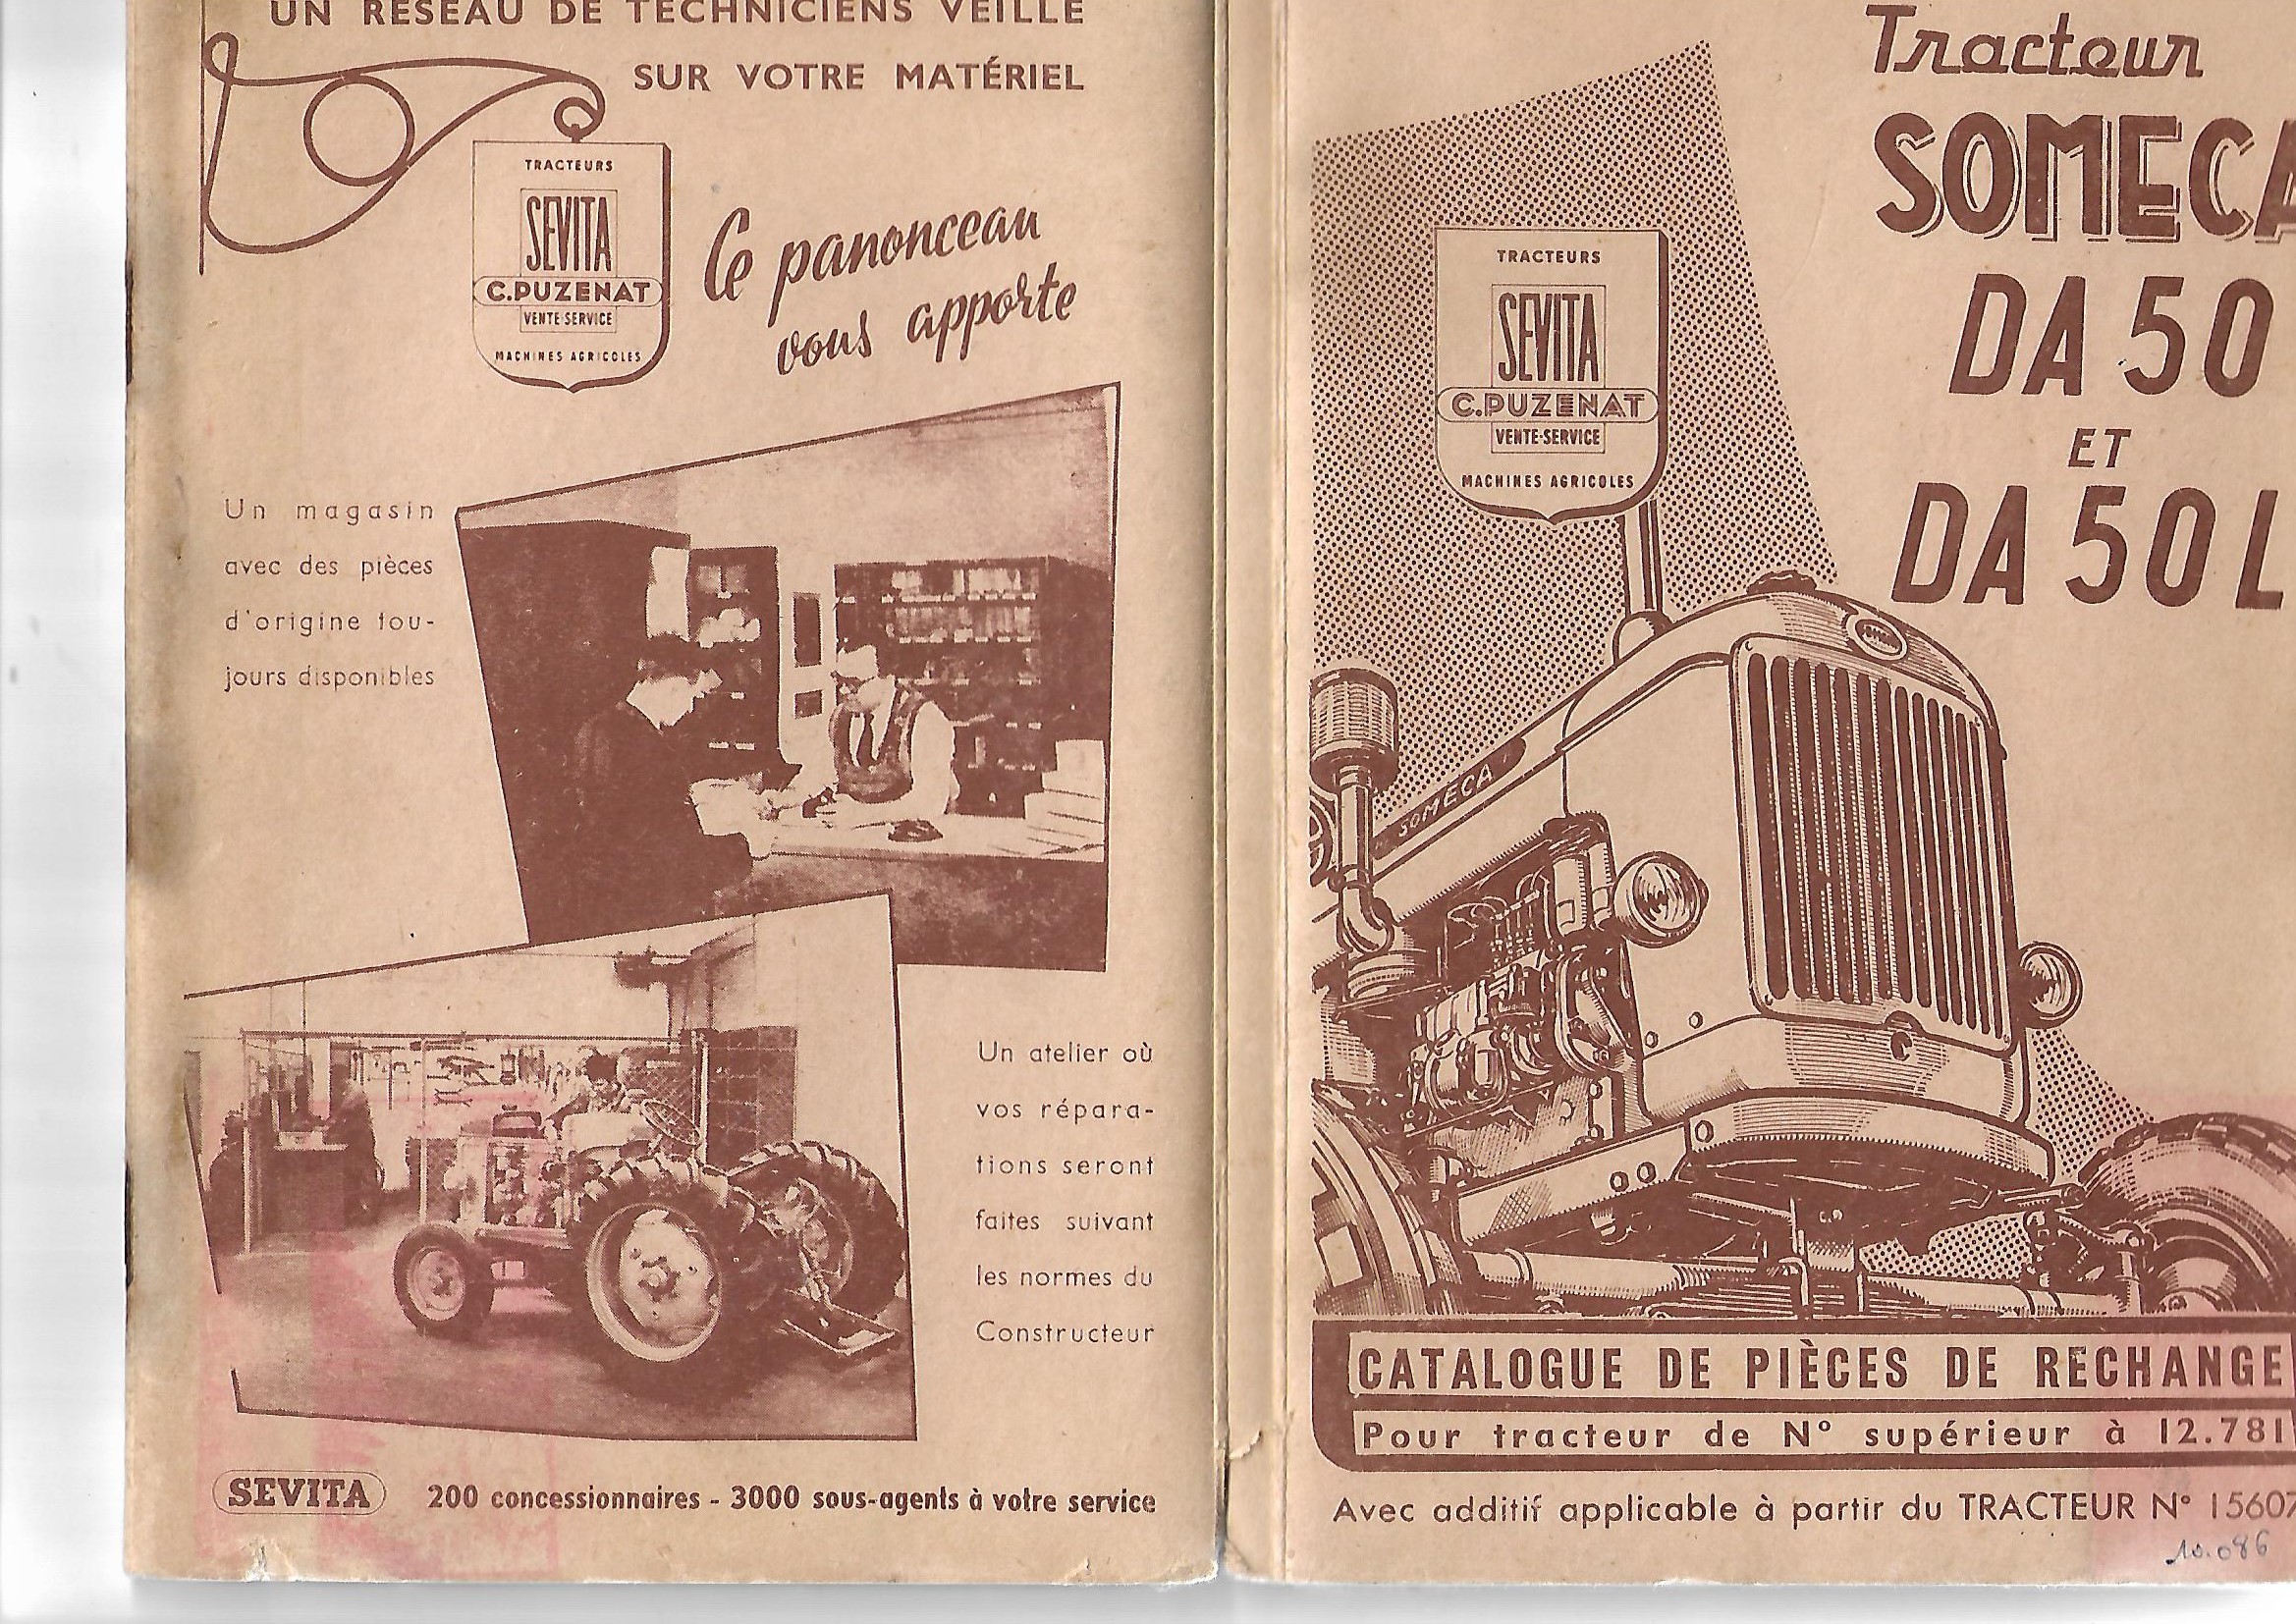 UN RÉSEAU DE TECHNICIENS VEILLE
SUR VOTRE MATÉRIEL
TRACTEURS
SEVITA
C.PUZENAT
VENTE-SERVICE
MACHINES AGRICOLES
Ce panonceau
vous apporte
Un magasin
avec des pièces
d'origine tou-
jours disponibles
Un atelier où
vos répara-
tions seront
faites suivant
les normes du
Constructeur
SEVITA 200 concessionnaires - 3000 sous-agents à votre service
Tracteur
SOMECA
DA 50
ET
DA 50 L
TRACTEURS
SEVITA
C.PUZENAT
VENTE-SERVICE
MACHINES AGRICOLES
SOMECA
CATALOGUE DE PIÈCES DE RECHANGE
Pour tracteur de N° supérieur à 12.781
Avec additif applicable à partir du TRACTEUR N° 15607
10.086